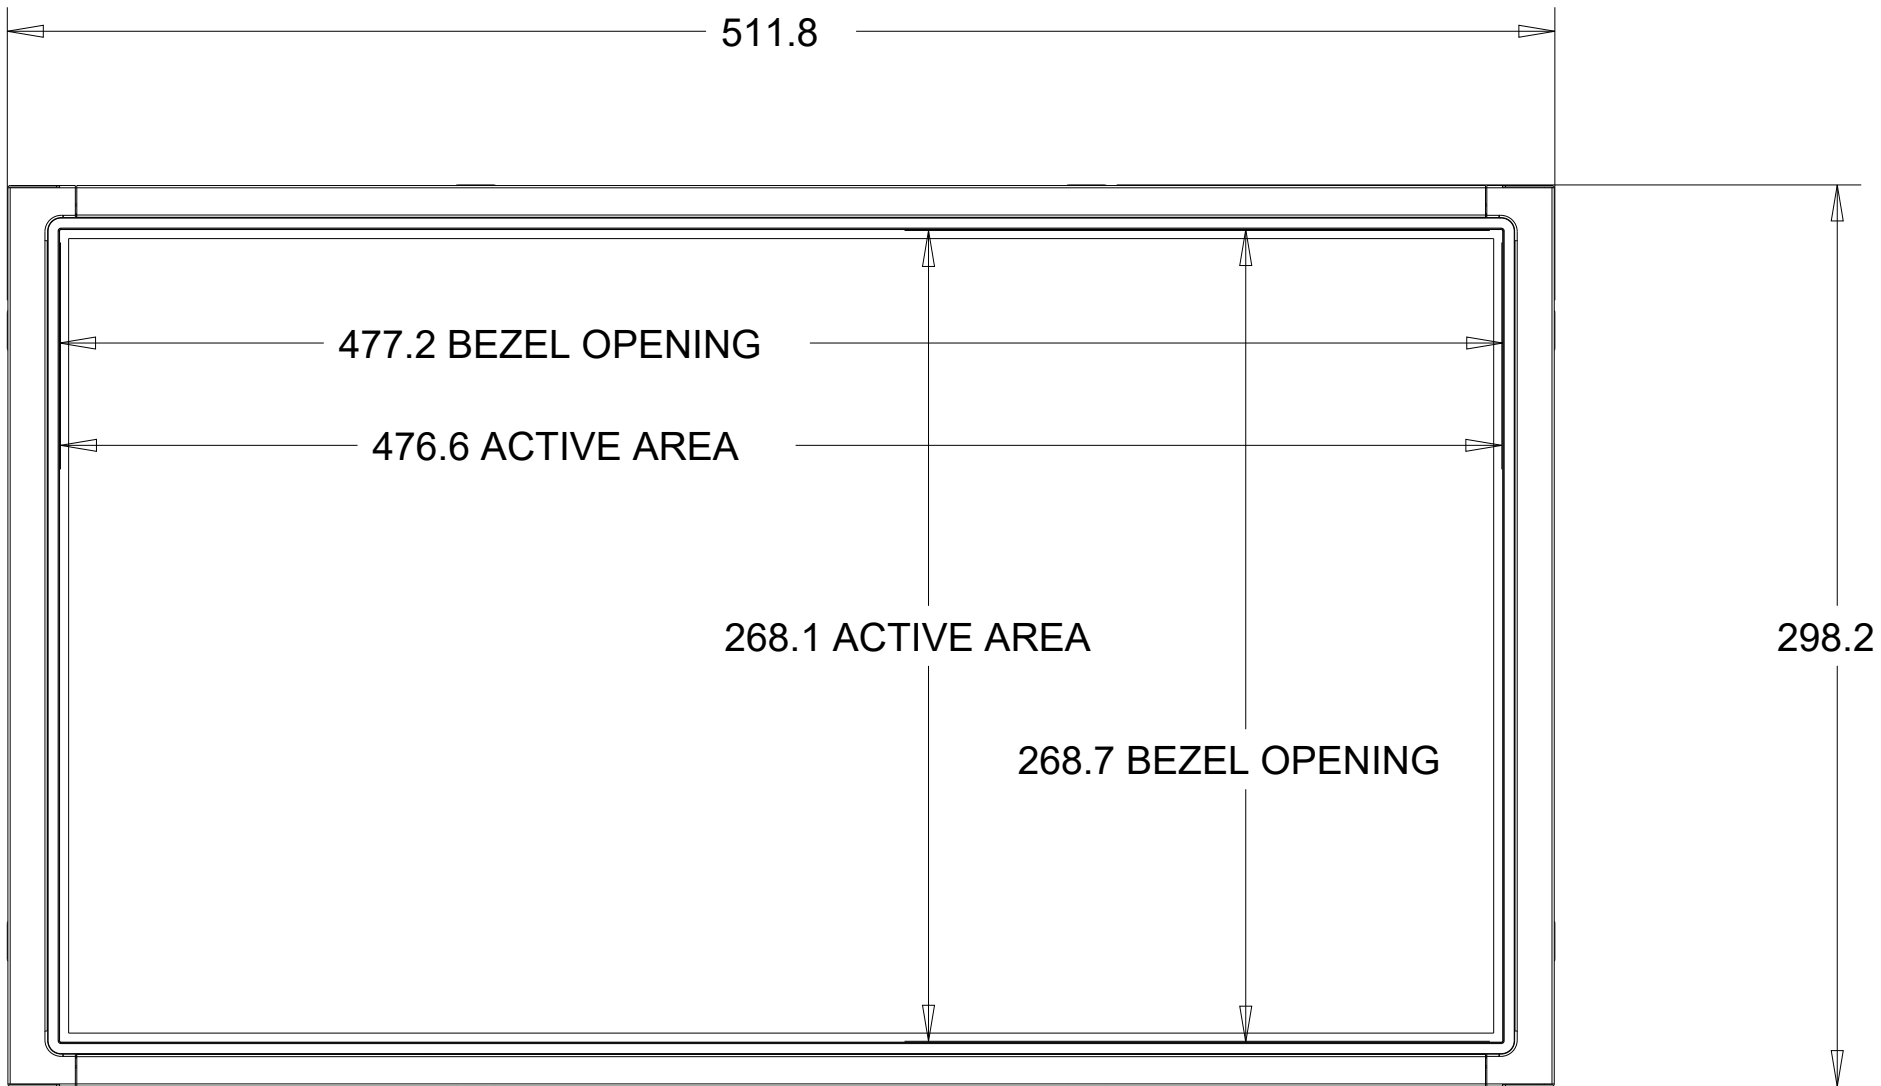 511.8
477.2 BEZEL OPENING
476.6 ACTIVE AREA
268.1 ACTIVE AREA
298.2
268.7 BEZEL OPENING